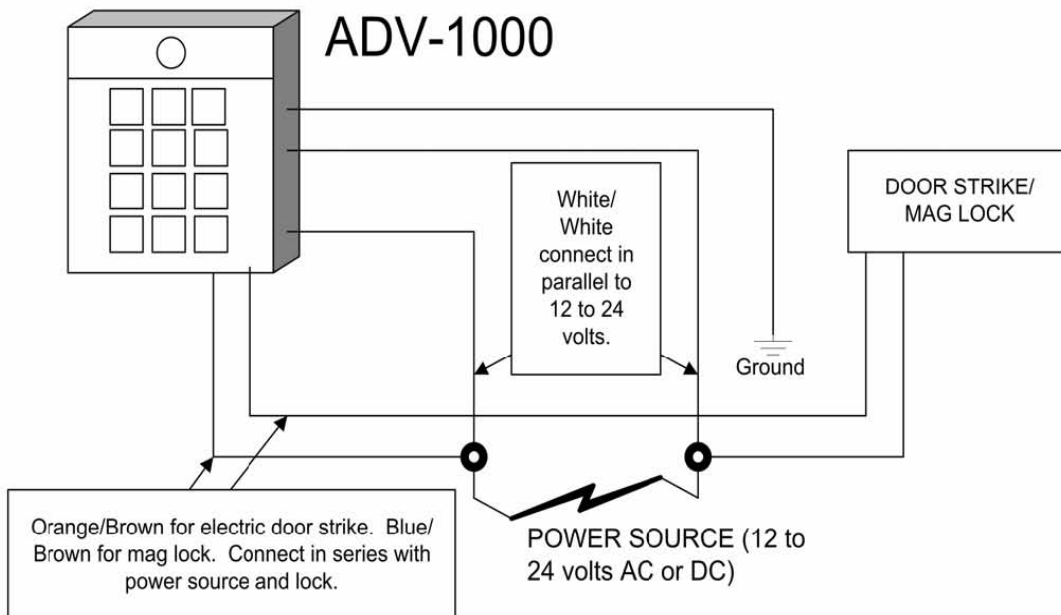 ADV-1000
White/
White
connect in
parallel to
12 to 24
volts.
DOOR STRIKE/
MAG LOCK
Ground
Orange/Brown for electric door strike.  Blue/
Brown for mag lock.  Connect in series with
power source and lock.
POWER SOURCE (12 to
24 volts AC or DC)